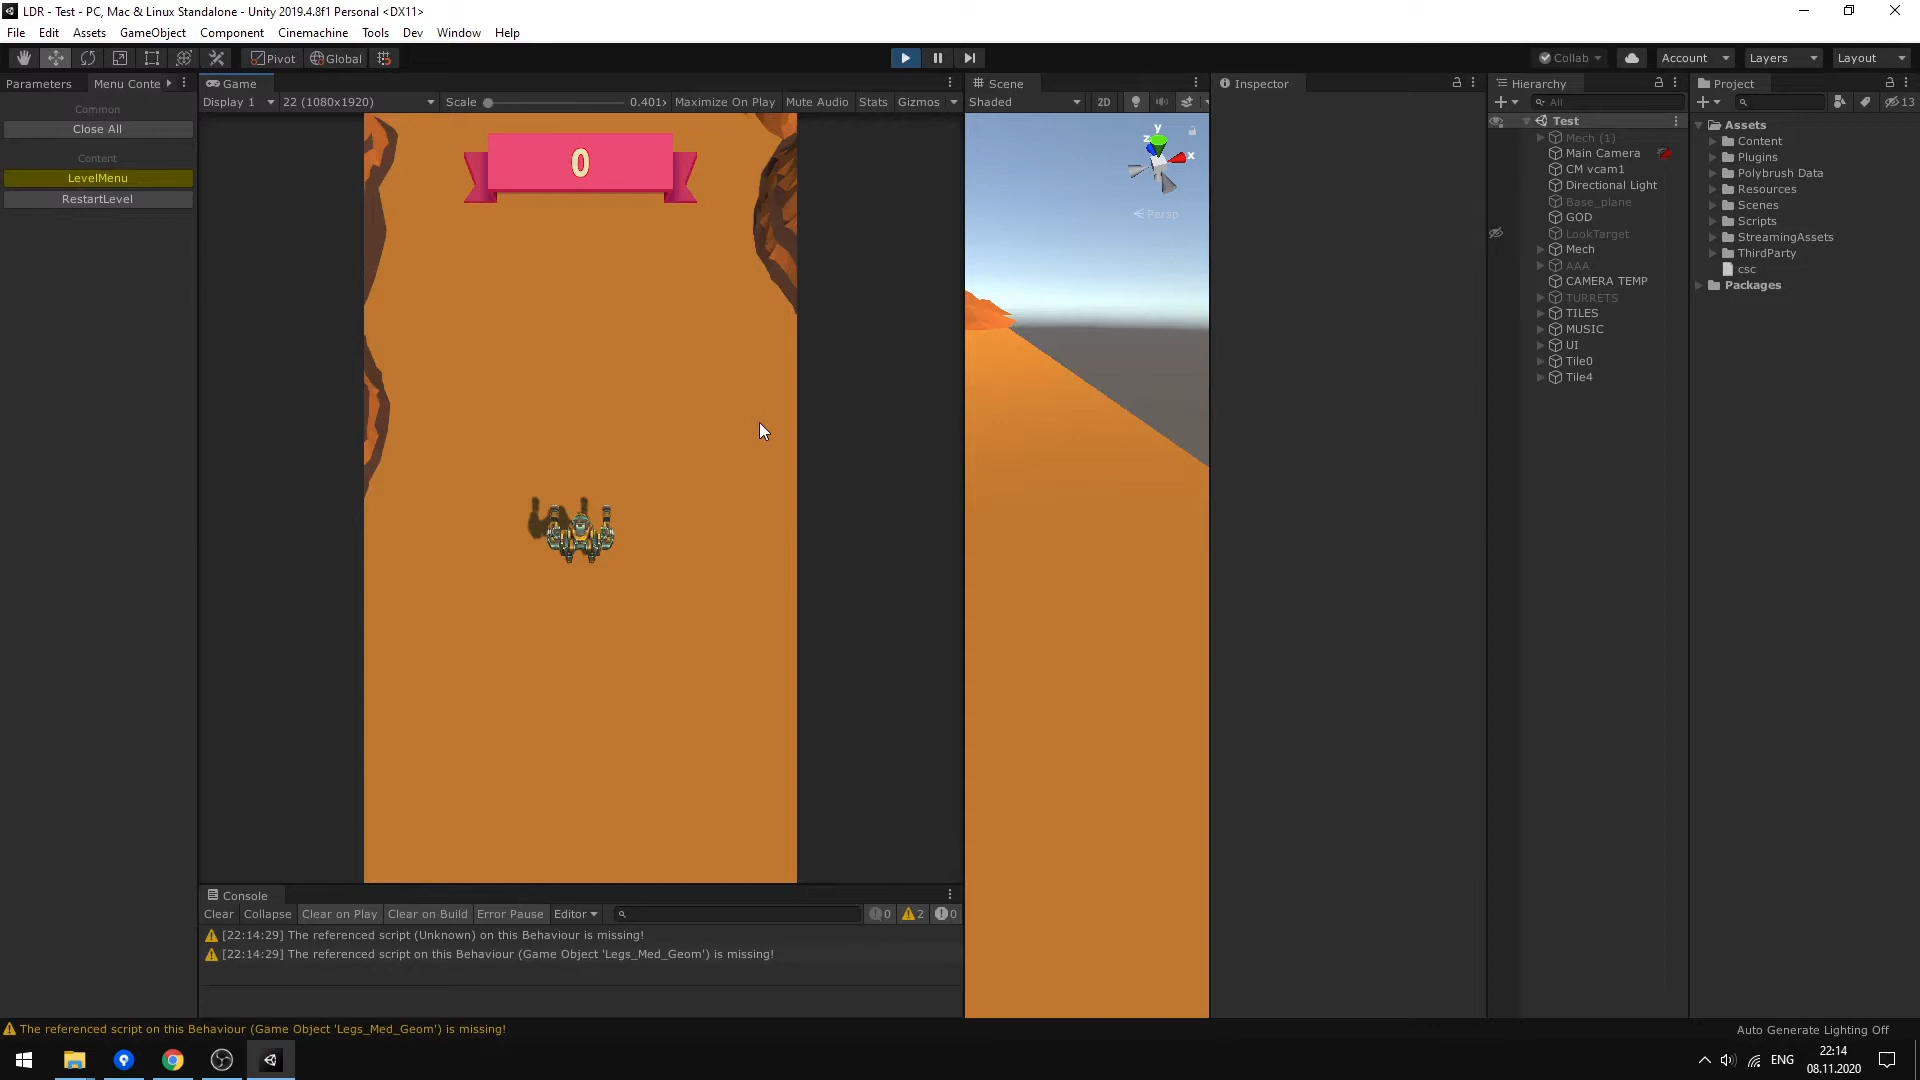 LDR - Test - PC, Mac & Linux Standalone - Unity 2019.4.8f1 Personal <DX11>
File Edit Assets GameObject Component Cinemachine Tools Dev Window Help
Pivot Global Collab Account Layers Layout
Parameters Menu Conte
Common
Close All
Content
LevelMenu
RestartLevel
Game
Display 1 22 (1080x1920) Scale 0.401x Maximize On Play Mute Audio Stats Gizmos
0
Scene
Shaded 2D
y
z
x
Persp
Inspector
Hierarchy
All
Test
Mech (1)
Main Camera
CM vcam1
Directional Light
Base_plane
GOD
LookTarget
Mech
AAA
CAMERA TEMP
TURRETS
TILES
MUSIC
UI
Tile0
Tile4
Project
13
Assets
Content
Plugins
Polybrush Data
Resources
Scenes
Scripts
StreamingAssets
ThirdParty
csc
Packages
Console
Clear Collapse Clear on Play Clear on Build Error Pause Editor 0 2 0
[22:14:29] The referenced script (Unknown) on this Behaviour is missing!
[22:14:29] The referenced script on this Behaviour (Game Object 'Legs_Med_Geom') is missing!
The referenced script on this Behaviour (Game Object 'Legs_Med_Geom') is missing!
Auto Generate Lighting Off
ENG
22:14
08.11.2020